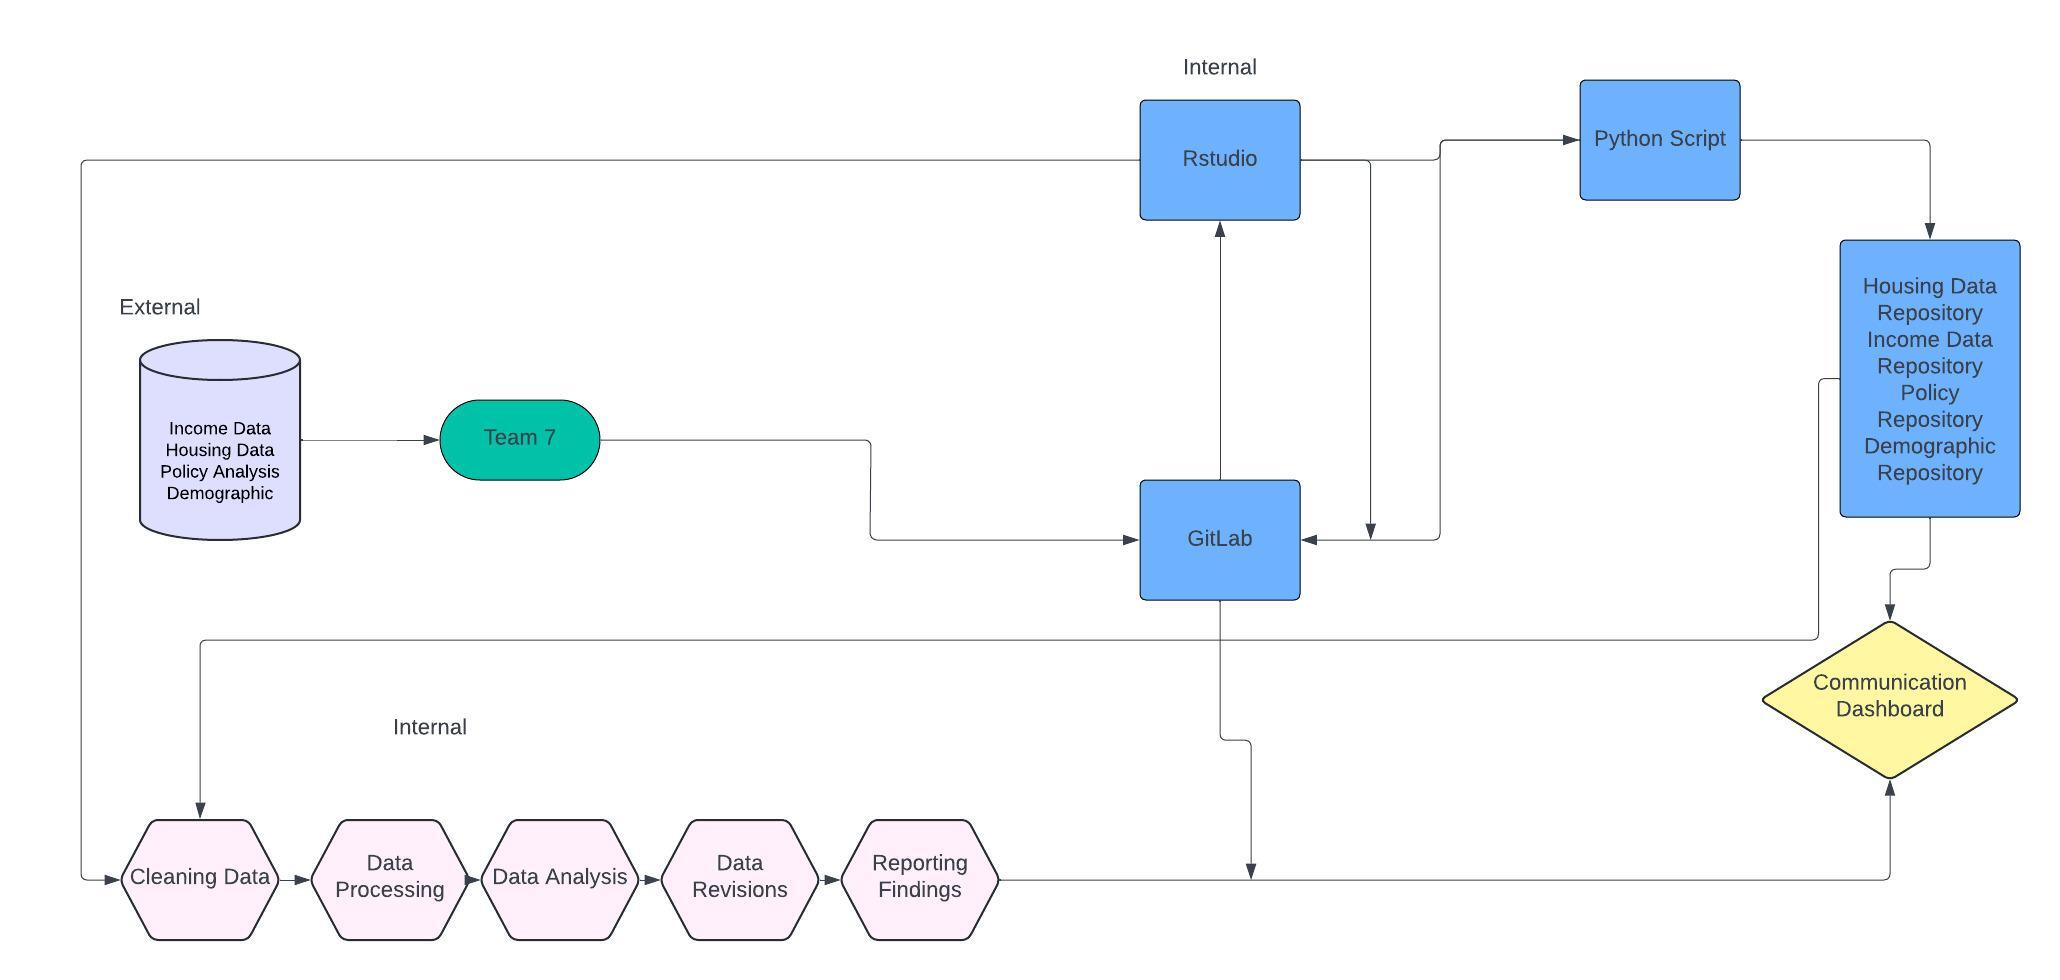 Internal
Rstudio
Python Script
External
Income Data
Housing Data
Policy Analysis
Demographic
Team 7
GitLab
Housing Data
Repository
Income Data
Repository
Policy
Repository
Demographic
Repository
Communication
Dashboard
Internal
Cleaning Data
Data
Processing
Data Analysis
Data
Revisions
Reporting
Findings